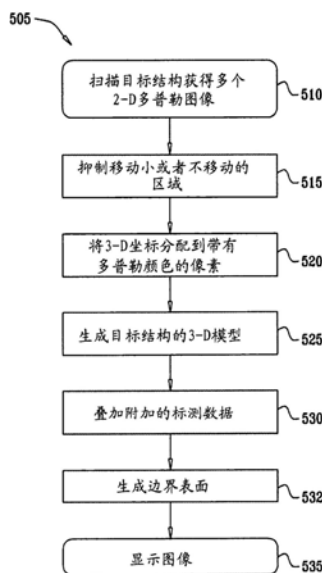 505
扫描目标结构获得多个
2-D多普勒图像
510
抑制移动小或者不移动的
区域
515
将3-D坐标分配到带有
多普勒颜色的像素
520
生成目标结构的3-D模型
525
叠加附加的标测数据
530
生成边界表面
532
显示图像
535